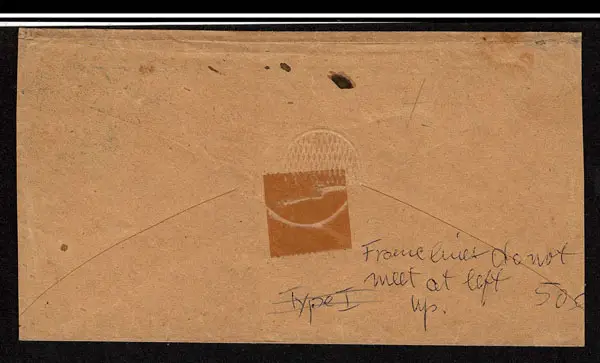 Frame lines do not
meet at left
up.
Type I
50¢